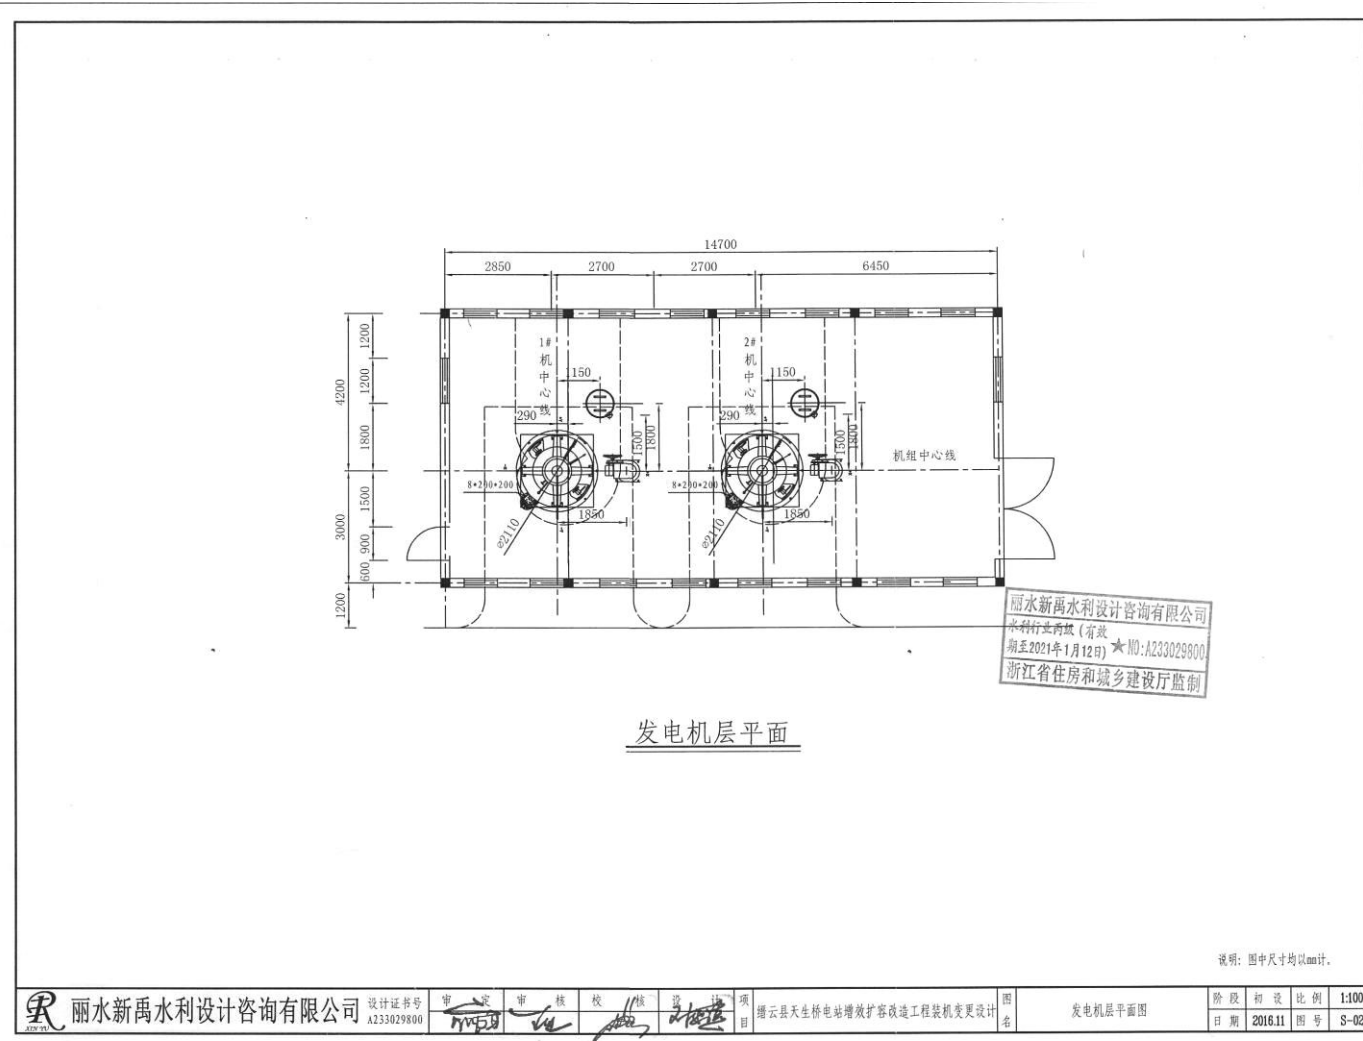 14700
2850 2700 2700 6450
1200
1200
1800
4200
1500
3000
900
600
1200
1#机中心线
1150
290
1500
1800
8*200*200
1850
⌀2110
2#机中心线
1150
290
1500
1800
8*200*200
1850
⌀2110
机组中心线
丽水新禹水利设计咨询有限公司
水利行业丙级(有效
期至2021年1月12日) ★ NO:A233029800
浙江省住房和城乡建设厅监制
发电机层平面
说明: 图中尺寸均以mm计。
XIN YU
丽水新禹水利设计咨询有限公司
设计证书号
A233029800
审定 审核 校核 设计
项目 缙云县天生桥电站增效扩容改造工程装机变更设计
图名 发电机层平面图
阶段 初设 比例 1:100
日期 2016.11 图号 S-02